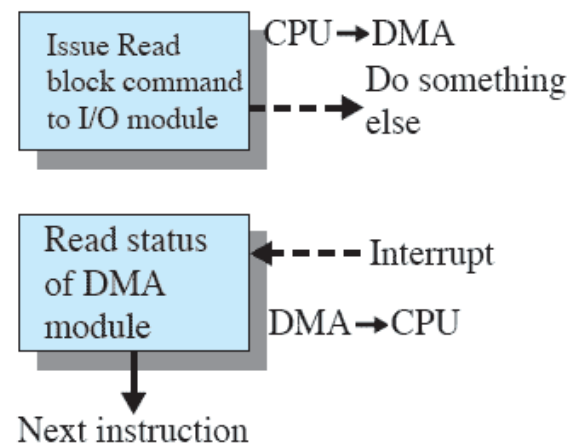 Issue Read
block command
to I/O module
CPU→DMA
Do something
else
Read status
of DMA
module
Interrupt
DMA→CPU
Next instruction